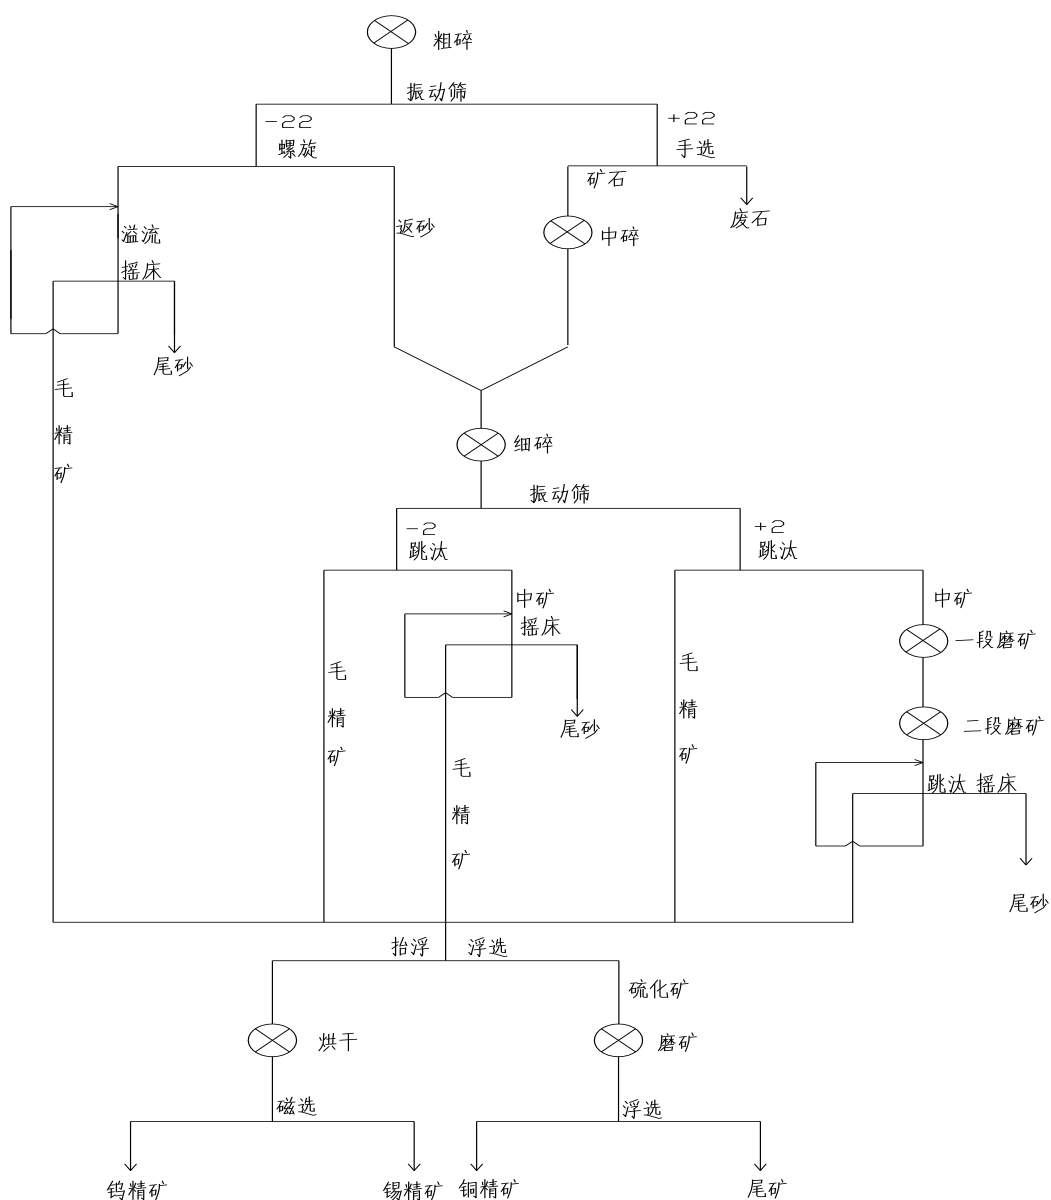 粗碎
振动筛
-22
螺旋
+22
手选
矿石
废石
返砂
中碎
溢流
摇床
尾砂
毛精矿
细碎
振动筛
-2
跳汰
+2
跳汰
中矿
摇床
中矿
一段磨矿
毛精矿
毛精矿
尾砂
二段磨矿
毛精矿
跳汰 摇床
尾砂
抬浮 浮选
硫化矿
烘干
磨矿
磁选
浮选
钨精矿
锡精矿
铜精矿
尾矿